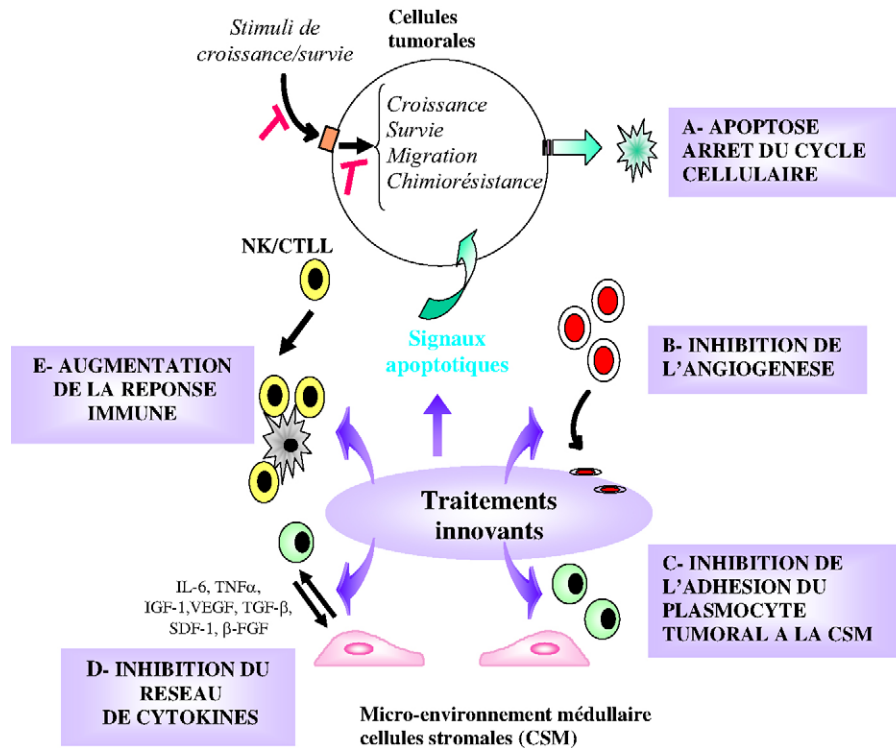 Cellules
tumorales
Stimuli de
croissance/survie
Croissance
Survie
Migration
Chimiorésistance
A- APOPTOSE
ARRET DU CYCLE
CELLULAIRE
NK/CTLL
Signaux
apoptotiques
B- INHIBITION DE
L'ANGIOGENESE
E- AUGMENTATION
DE LA REPONSE
IMMUNE
Traitements
innovants
C- INHIBITION DE
L'ADHESION DU
PLASMOCYTE
TUMORAL A LA CSM
IL-6, TNFα,
IGF-1,VEGF, TGF-β,
SDF-1, β-FGF
D- INHIBITION DU
RESEAU
DE CYTOKINES
Micro-environnement médullaire
cellules stromales (CSM)